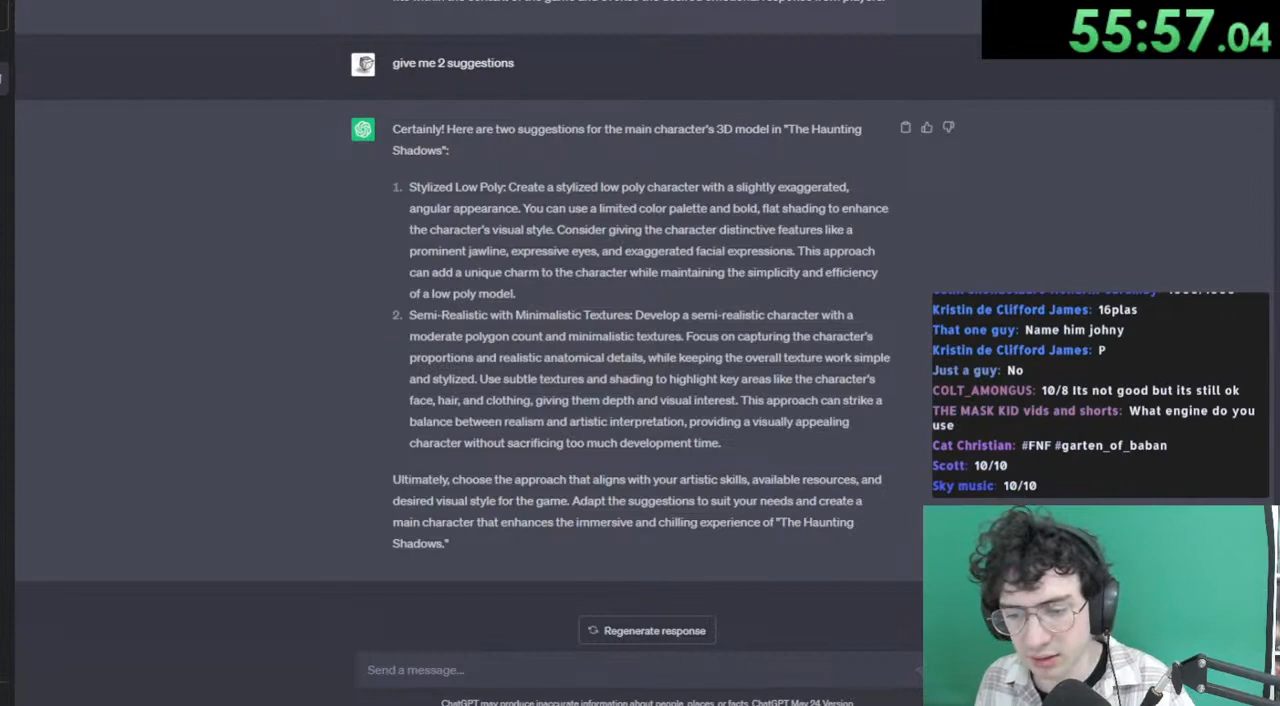 55:57.04
give me 2 suggestions
Certainly! Here are two suggestions for the main character's 3D model in "The Haunting
Shadows":
1. Stylized Low Poly: Create a stylized low poly character with a slightly exaggerated,
angular appearance. You can use a limited color palette and bold, flat shading to enhance
the character's visual style. Consider giving the character distinctive features like a
prominent jawline, expressive eyes, and exaggerated facial expressions. This approach
can add a unique charm to the character while maintaining the simplicity and efficiency
of a low poly model.
2. Semi-Realistic with Minimalistic Textures: Develop a semi-realistic character with a
moderate polygon count and minimalistic textures. Focus on capturing the character's
proportions and realistic anatomical details, while keeping the overall texture work simple
and stylized. Use subtle textures and shading to highlight key areas like the character's
face, hair, and clothing, giving them depth and visual interest. This approach can strike a
balance between realism and artistic interpretation, providing a visually appealing
character without sacrificing too much development time.
Ultimately, choose the approach that aligns with your artistic skills, available resources, and
desired visual style for the game. Adapt the suggestions to suit your needs and create a
main character that enhances the immersive and chilling experience of "The Haunting
Shadows."
Regenerate response
Send a message...
ChatGPT may produce inaccurate information about people, places, or facts. ChatGPT May 24 Version
Kristin de Clifford James: 16plas
That one guy: Name him johny
Kristin de Clifford James: P
Just a guy: No
COLT_AMONGUS: 10/8 Its not good but its still ok
THE MASK KID vids and shorts: What engine do you
use
Cat Christian: #FNF #garten_of_baban
Scott: 10/10
Sky music: 10/10